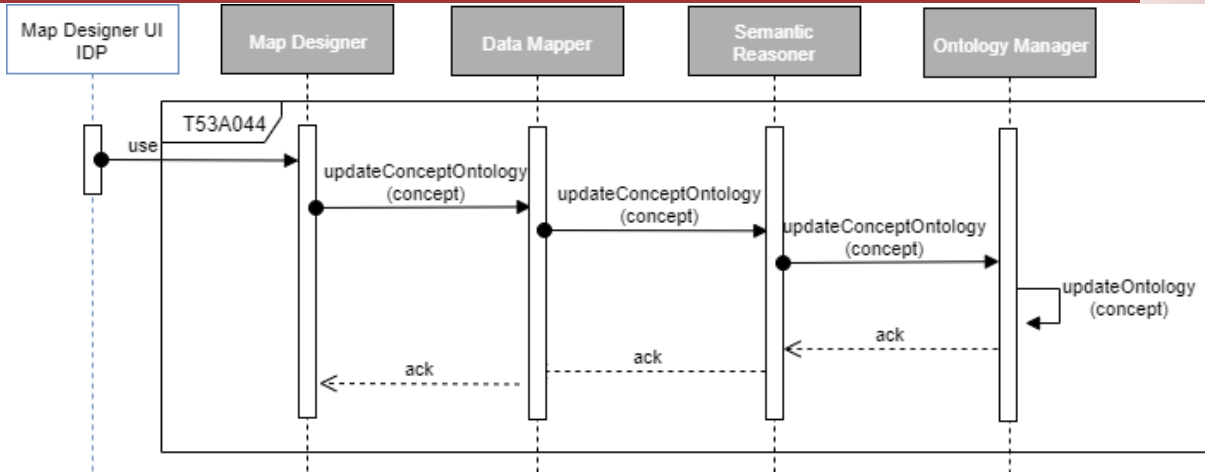 Map Designer UI
IDP
Map Designer
Data Mapper
Semantic
Reasoner
Ontology Manager
T53A044
use
updateConceptOntology
(concept)
updateConceptOntology
(concept)
updateConceptOntology
(concept)
updateOntology
(concept)
ack
ack
ack